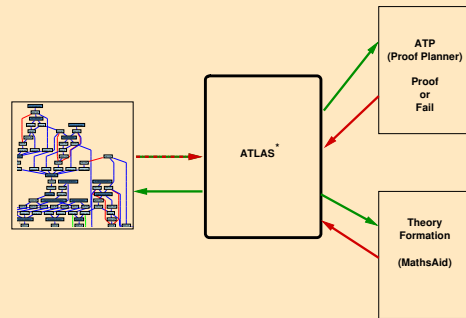 ATP
(Proof Planner)
Proof
or
Fail
ATLAS*
Theory
Formation
(MathsAid)